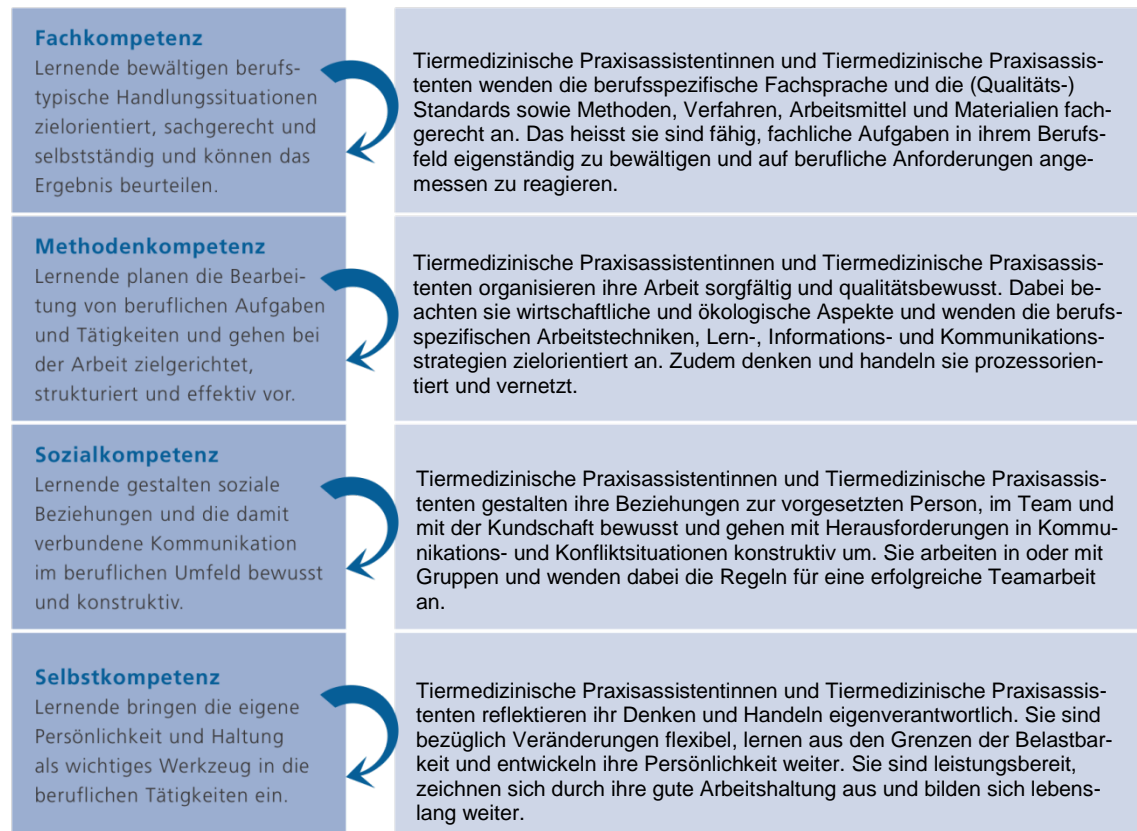 Fachkompetenz
Lernende bewältigen berufs-
typische Handlungssituationen
zielorientiert, sachgerecht und
selbstständig und können das
Ergebnis beurteilen.
Tiermedizinische Praxisassistentinnen und Tiermedizinische Praxisassis-
tenten wenden die berufsspezifische Fachsprache und die (Qualitäts-)
Standards sowie Methoden, Verfahren, Arbeitsmittel und Materialien fach-
gerecht an. Das heisst sie sind fähig, fachliche Aufgaben in ihrem Berufs-
feld eigenständig zu bewältigen und auf berufliche Anforderungen ange-
messen zu reagieren.
Methodenkompetenz
Lernende planen die Bearbei-
tung von beruflichen Aufgaben
und Tätigkeiten und gehen bei
der Arbeit zielgerichtet,
strukturiert und effektiv vor.
Tiermedizinische Praxisassistentinnen und Tiermedizinische Praxisassis-
tenten organisieren ihre Arbeit sorgfältig und qualitätsbewusst. Dabei be-
achten sie wirtschaftliche und ökologische Aspekte und wenden die berufs-
spezifischen Arbeitstechniken, Lern-, Informations- und Kommunikations-
strategien zielorientiert an. Zudem denken und handeln sie prozessorien-
tiert und vernetzt.
Sozialkompetenz
Lernende gestalten soziale
Beziehungen und die damit
verbundene Kommunikation
im beruflichen Umfeld bewusst
und konstruktiv.
Tiermedizinische Praxisassistentinnen und Tiermedizinische Praxisassis-
tenten gestalten ihre Beziehungen zur vorgesetzten Person, im Team und
mit der Kundschaft bewusst und gehen mit Herausforderungen in Kommu-
nikations- und Konfliktsituationen konstruktiv um. Sie arbeiten in oder mit
Gruppen und wenden dabei die Regeln für eine erfolgreiche Teamarbeit
an.
Selbstkompetenz
Lernende bringen die eigene
Persönlichkeit und Haltung
als wichtiges Werkzeug in die
beruflichen Tätigkeiten ein.
Tiermedizinische Praxisassistentinnen und Tiermedizinische Praxisassis-
tenten reflektieren ihr Denken und Handeln eigenverantwortlich. Sie sind
bezüglich Veränderungen flexibel, lernen aus den Grenzen der Belastbar-
keit und entwickeln ihre Persönlichkeit weiter. Sie sind leistungsbereit,
zeichnen sich durch ihre gute Arbeitshaltung aus und bilden sich lebens-
lang weiter.